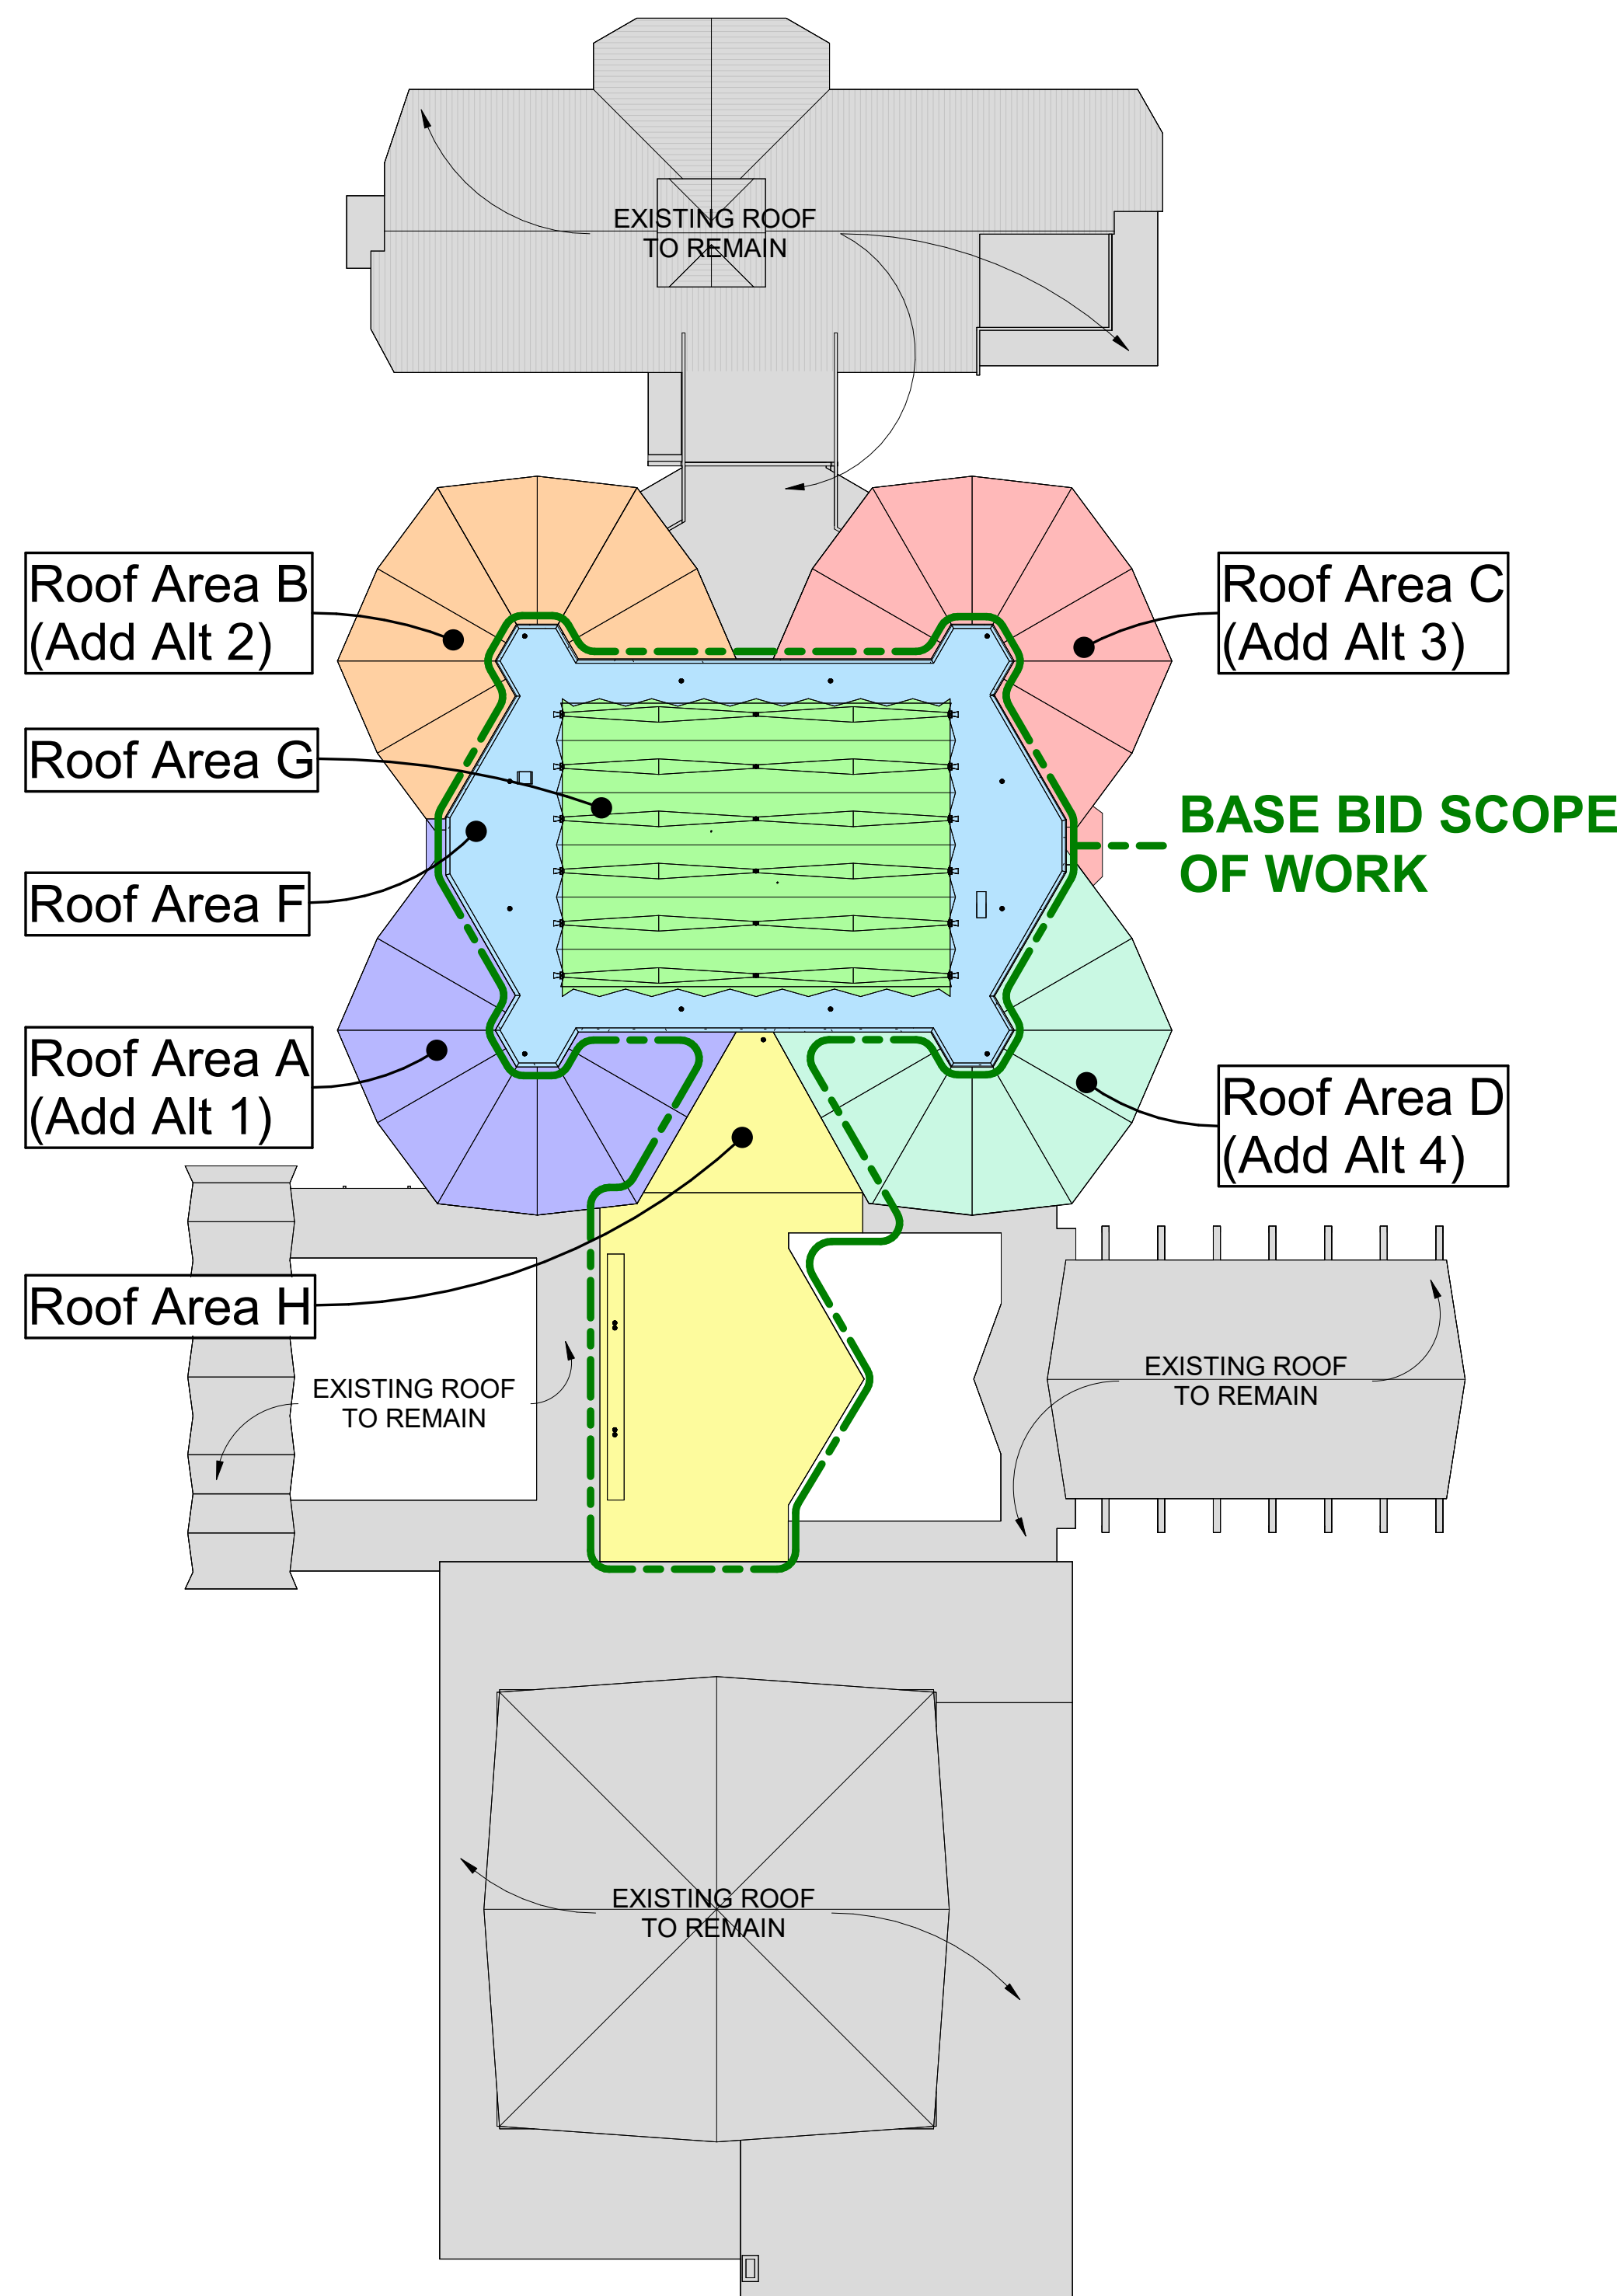 EXISTING ROOF
TO REMAIN
Roof Area B
(Add Alt 2)
Roof Area C
(Add Alt 3)
Roof Area G
BASE BID SCOPE
OF WORK
Roof Area F
Roof Area A
(Add Alt 1)
Roof Area D
(Add Alt 4)
Roof Area H
EXISTING ROOF
TO REMAIN
EXISTING ROOF
TO REMAIN
EXISTING ROOF
TO REMAIN